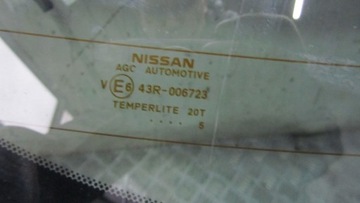 NISSAN
AGC AUTOMOTIVE
V E6 43R-006723
TEMPERLITE 20T
.... 5